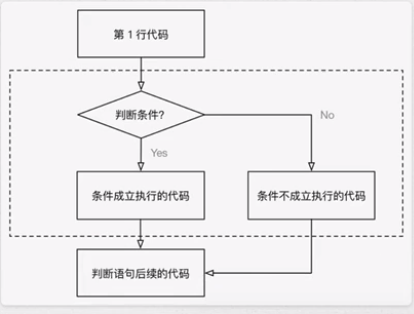 第 1 行代码
判断条件?
No
Yes
条件成立执行的代码
条件不成立执行的代码
判断语句后续的代码